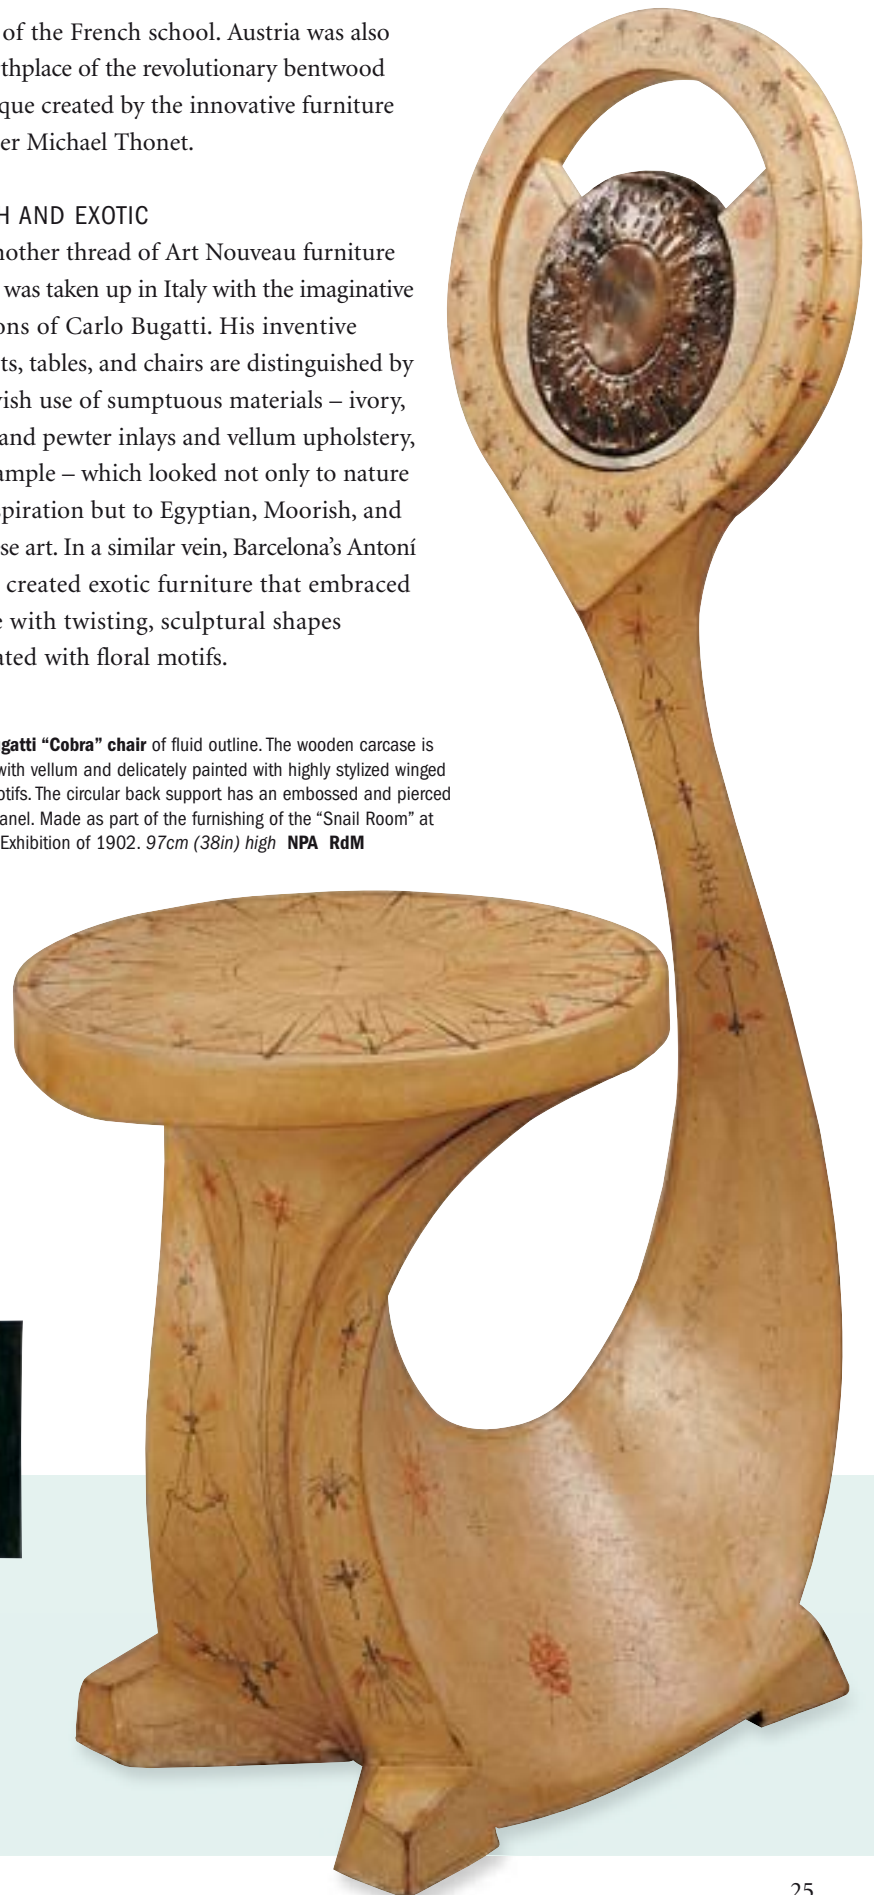 of the French school. Austria was also
thplace of the revolutionary bentwood
que created by the innovative furniture
er Michael Thonet.
H AND EXOTIC
nother thread of Art Nouveau furniture
was taken up in Italy with the imaginative
ons of Carlo Bugatti. His inventive
ts, tables, and chairs are distinguished by
vish use of sumptuous materials – ivory,
and pewter inlays and vellum upholstery,
ample – which looked not only to nature
piration but to Egyptian, Moorish, and
se art. In a similar vein, Barcelona’s Antoní
created exotic furniture that embraced
e with twisting, sculptural shapes
ated with floral motifs.
gatti “Cobra” chair of fluid outline. The wooden carcase is
with vellum and delicately painted with highly stylized winged
otifs. The circular back support has an embossed and pierced
anel. Made as part of the furnishing of the “Snail Room” at
Exhibition of 1902. 97cm (38in) high NPA RdM
25